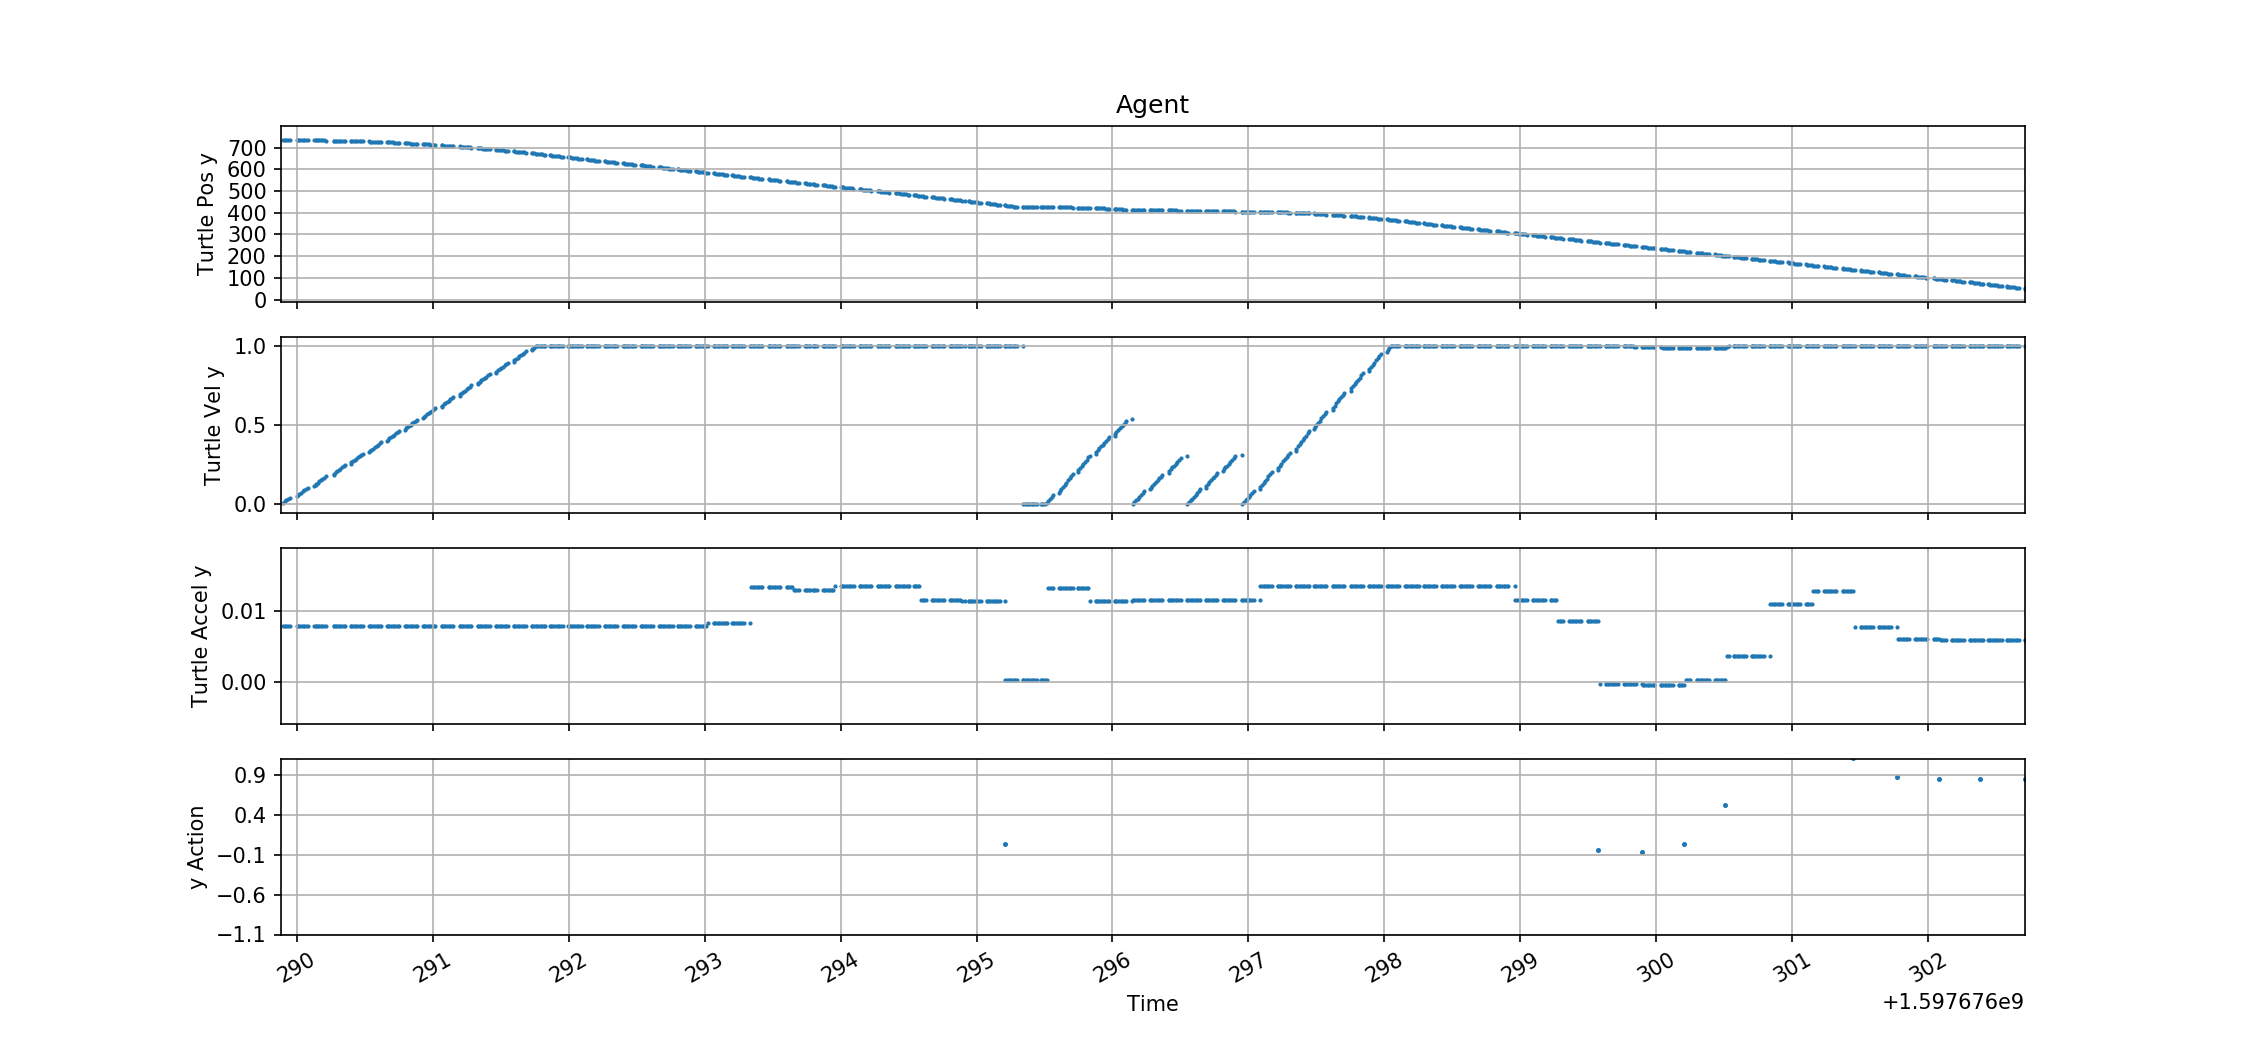 Agent
Turtle Pos y
700
600
500
400
300
200
100
0
Turtle Vel y
1.0
0.5
0.0
Turtle Accel y
0.01
0.00
y Action
0.9
0.4
−0.1
−0.6
−1.1
290 291 292 293 294 295 296 297 298 299 300 301 302
Time
+1.597676e9